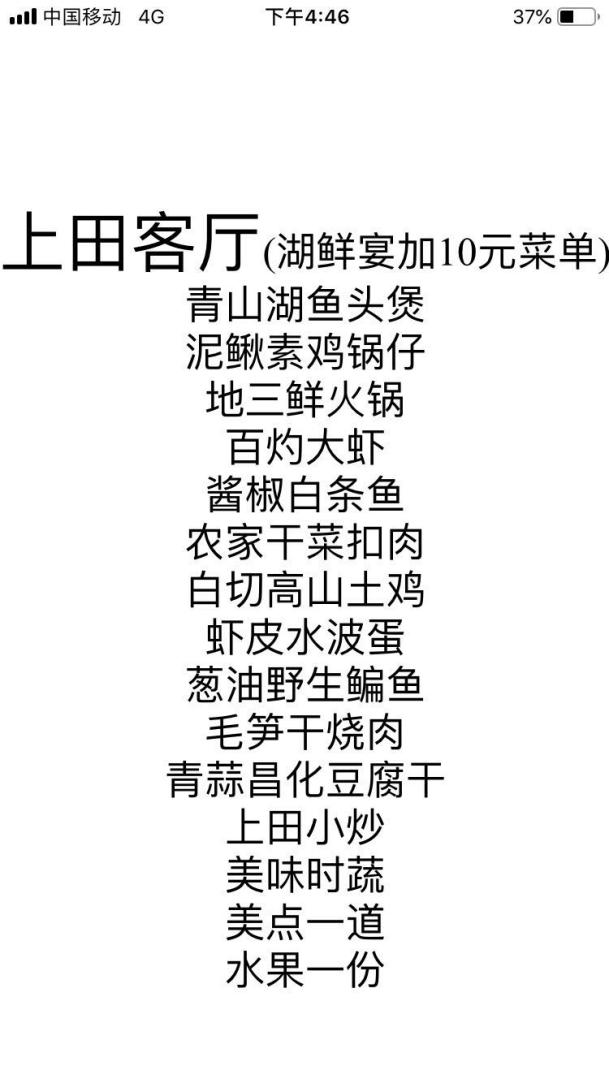 中国移动 4G 下午4:46 37%
上田客厅(湖鲜宴加10元菜单)
青山湖鱼头煲
泥鳅素鸡锅仔
地三鲜火锅
百灼大虾
酱椒白条鱼
农家干菜扣肉
白切高山土鸡
虾皮水波蛋
葱油野生鳊鱼
毛笋干烧肉
青蒜昌化豆腐干
上田小炒
美味时蔬
美点一道
水果一份